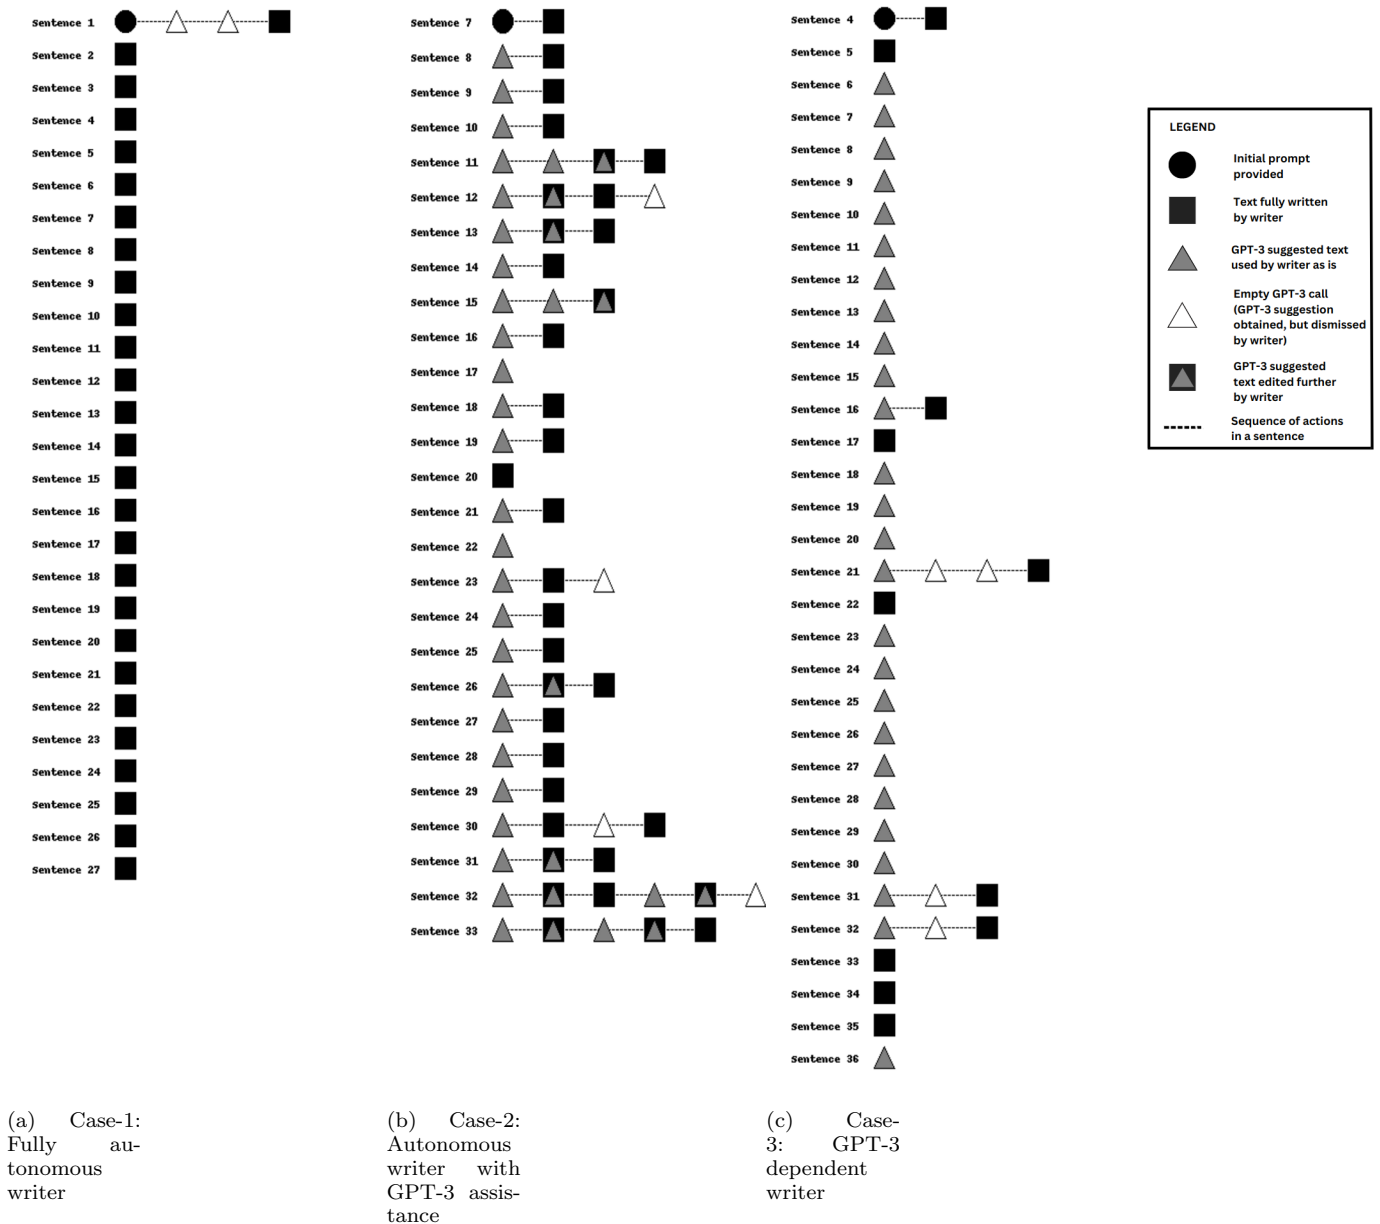 Sentence 1
Sentence 2
Sentence 3
Sentence 4
Sentence 5
Sentence 6
Sentence 7
Sentence 8
Sentence 9
Sentence 10
Sentence 11
Sentence 12
Sentence 13
Sentence 14
Sentence 15
Sentence 16
Sentence 17
Sentence 18
Sentence 19
Sentence 20
Sentence 21
Sentence 22
Sentence 23
Sentence 24
Sentence 25
Sentence 26
Sentence 27
(a) Case-1:
Fully au-
tonomous
writer
Sentence 7
Sentence 8
Sentence 9
Sentence 10
Sentence 11
Sentence 12
Sentence 13
Sentence 14
Sentence 15
Sentence 16
Sentence 17
Sentence 18
Sentence 19
Sentence 20
Sentence 21
Sentence 22
Sentence 23
Sentence 24
Sentence 25
Sentence 26
Sentence 27
Sentence 28
Sentence 29
Sentence 30
Sentence 31
Sentence 32
Sentence 33
(b) Case-2:
Autonomous
writer with
GPT-3 assis-
tance
Sentence 4
Sentence 5
Sentence 6
Sentence 7
Sentence 8
Sentence 9
Sentence 10
Sentence 11
Sentence 12
Sentence 13
Sentence 14
Sentence 15
Sentence 16
Sentence 17
Sentence 18
Sentence 19
Sentence 20
Sentence 21
Sentence 22
Sentence 23
Sentence 24
Sentence 25
Sentence 26
Sentence 27
Sentence 28
Sentence 29
Sentence 30
Sentence 31
Sentence 32
Sentence 33
Sentence 34
Sentence 35
Sentence 36
(c) Case-
3: GPT-3
dependent
writer
LEGEND
Initial prompt
provided
Text fully written
by writer
GPT-3 suggested text
used by writer as is
Empty GPT-3 call
(GPT-3 suggestion
obtained, but dismissed
by writer)
GPT-3 suggested
text edited further
by writer
Sequence of actions
in a sentence